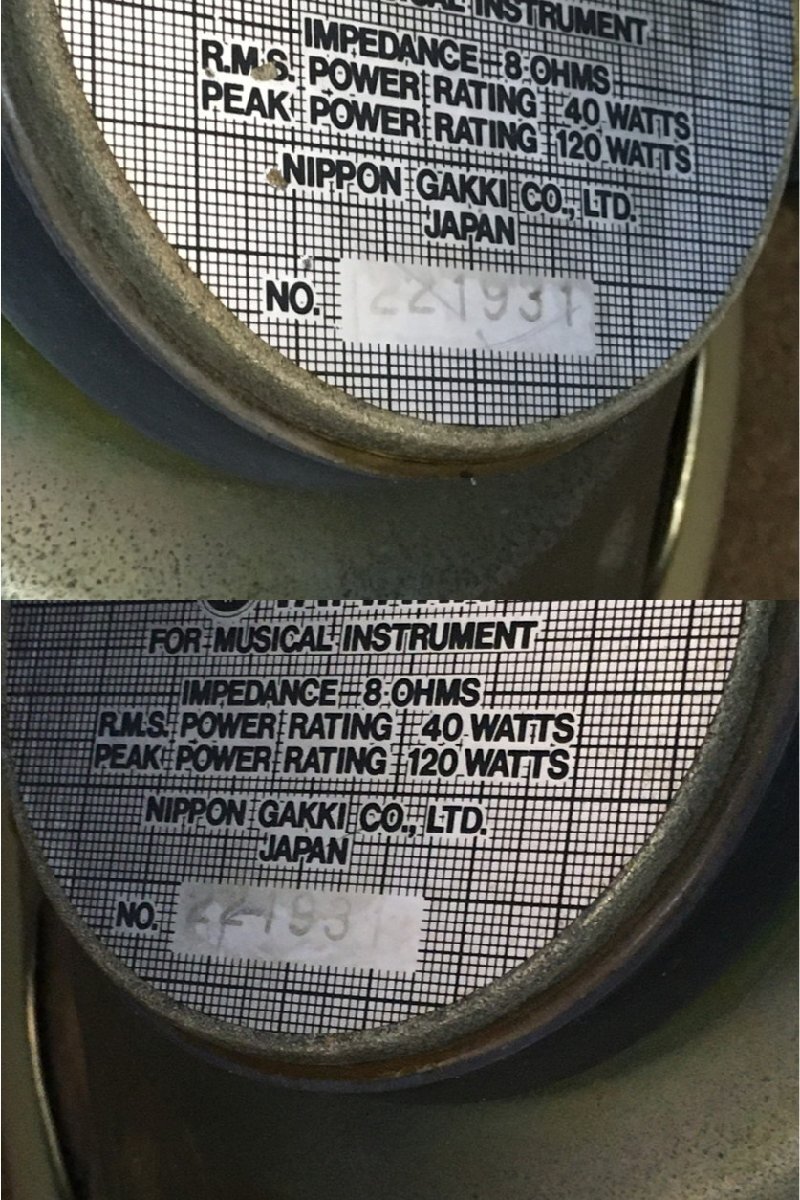 INSTRUMENT
IMPEDANCE 8 OHMS
R.M.S. POWER RATING 40 WATTS
PEAK POWER RATING 120 WATTS
NIPPON GAKKI CO., LTD.
JAPAN
NO. 221931
FOR MUSICAL INSTRUMENT
IMPEDANCE 8 OHMS
R.M.S. POWER RATING 40 WATTS
PEAK POWER RATING 120 WATTS
NIPPON GAKKI CO., LTD.
JAPAN
NO. 221931